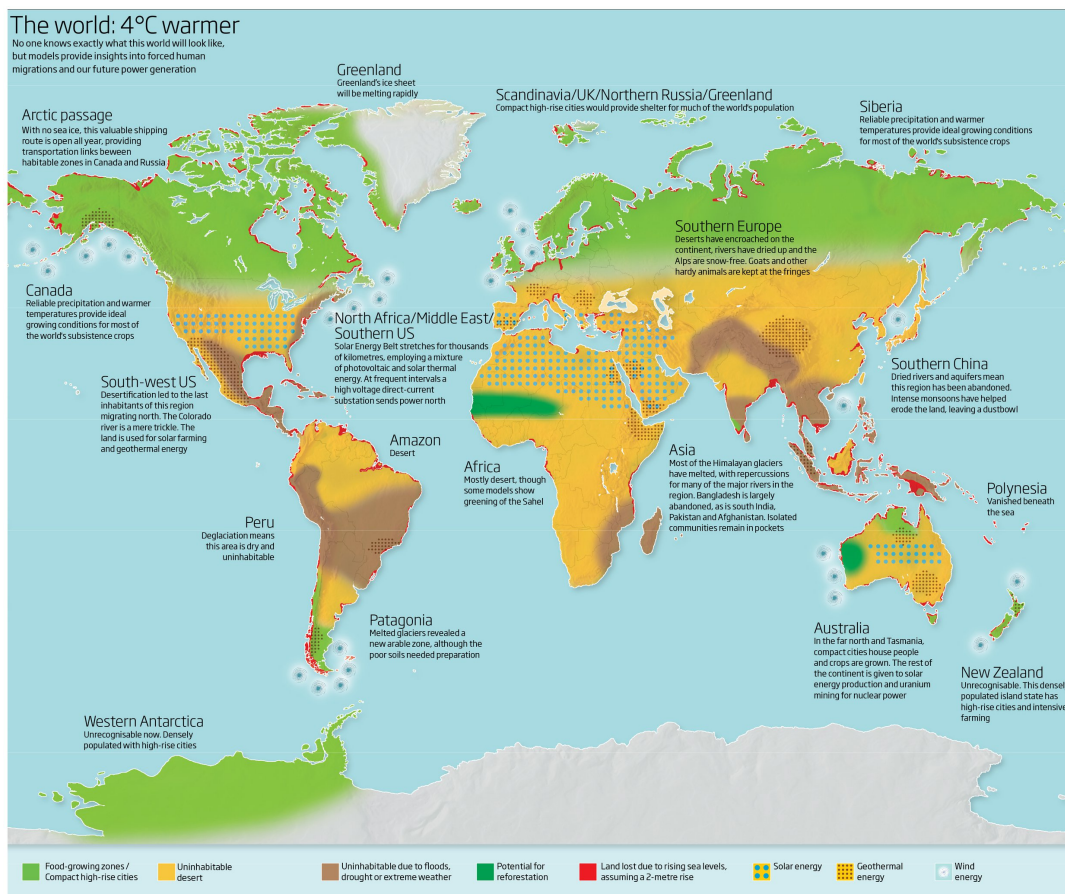 The world: 4°C warmer
No one knows exactly what this world will look like,
but models provide insights into forced human
migrations and our future power generation
Greenland
Greenland's ice sheet
will be melting rapidly
Scandinavia/UK/Northern Russia/Greenland
Compact high-rise cities would provide shelter for much of the world's population
Siberia
Reliable precipitation and warmer
temperatures provide ideal growing conditions
for most of the world's subsistence crops
Arctic passage
With no sea ice, this valuable shipping
route is open all year, providing
transportation links beween
habitable zones in Canada and Russia
Southern Europe
Deserts have encroached on the
continent, rivers have dried up and the
Alps are snow-free. Goats and other
hardy animals are kept at the fringes
Canada
Reliable precipitation and warmer
temperatures provide ideal
growing conditions for most of
the world's subsistence crops
North Africa/Middle East/
Southern US
Solar Energy Belt stretches for thousands
of kilometres, employing a mixture
of photovoltaic and solar thermal
energy. At frequent intervals a
high voltage direct-current
substation sends power north
Southern China
Dried rivers and aquifers mean
this region has been abandoned.
Intense monsoons have helped
erode the land, leaving a dustbowl
South-west US
Desertification led to the last
inhabitants of this region
migrating north. The Colorado
river is a mere trickle. The
land is used for solar farming
and geothermal energy
Amazon
Desert
Africa
Mostly desert, though
some models show
greening of the Sahel
Asia
Most of the Himalayan glaciers
have melted, with repercussions
for many of the major rivers in the
region. Bangladesh is largely
abandoned, as is south India,
Pakistan and Afghanistan. Isolated
communities remain in pockets
Polynesia
Vanished beneath
the sea
Peru
Deglaciation means
this area is dry and
uninhabitable
Patagonia
Melted glaciers revealed a
new arable zone, although the
poor soils needed preparation
Australia
In the far north and Tasmania,
compact cities house people
and crops are grown. The rest of
the continent is given to solar
energy production and uranium
mining for nuclear power
New Zealand
Unrecognisable. This densely
populated island state has
high-rise cities and intensive
farming
Western Antarctica
Unrecognisable now. Densely
populated with high-rise cities
Food-growing zones /
Compact high-rise cities
Uninhabitable
desert
Uninhabitable due to floods,
drought or extreme weather
Potential for
reforestation
Land lost due to rising sea levels,
assuming a 2-metre rise
Solar energy
Geothermal
energy
Wind
energy